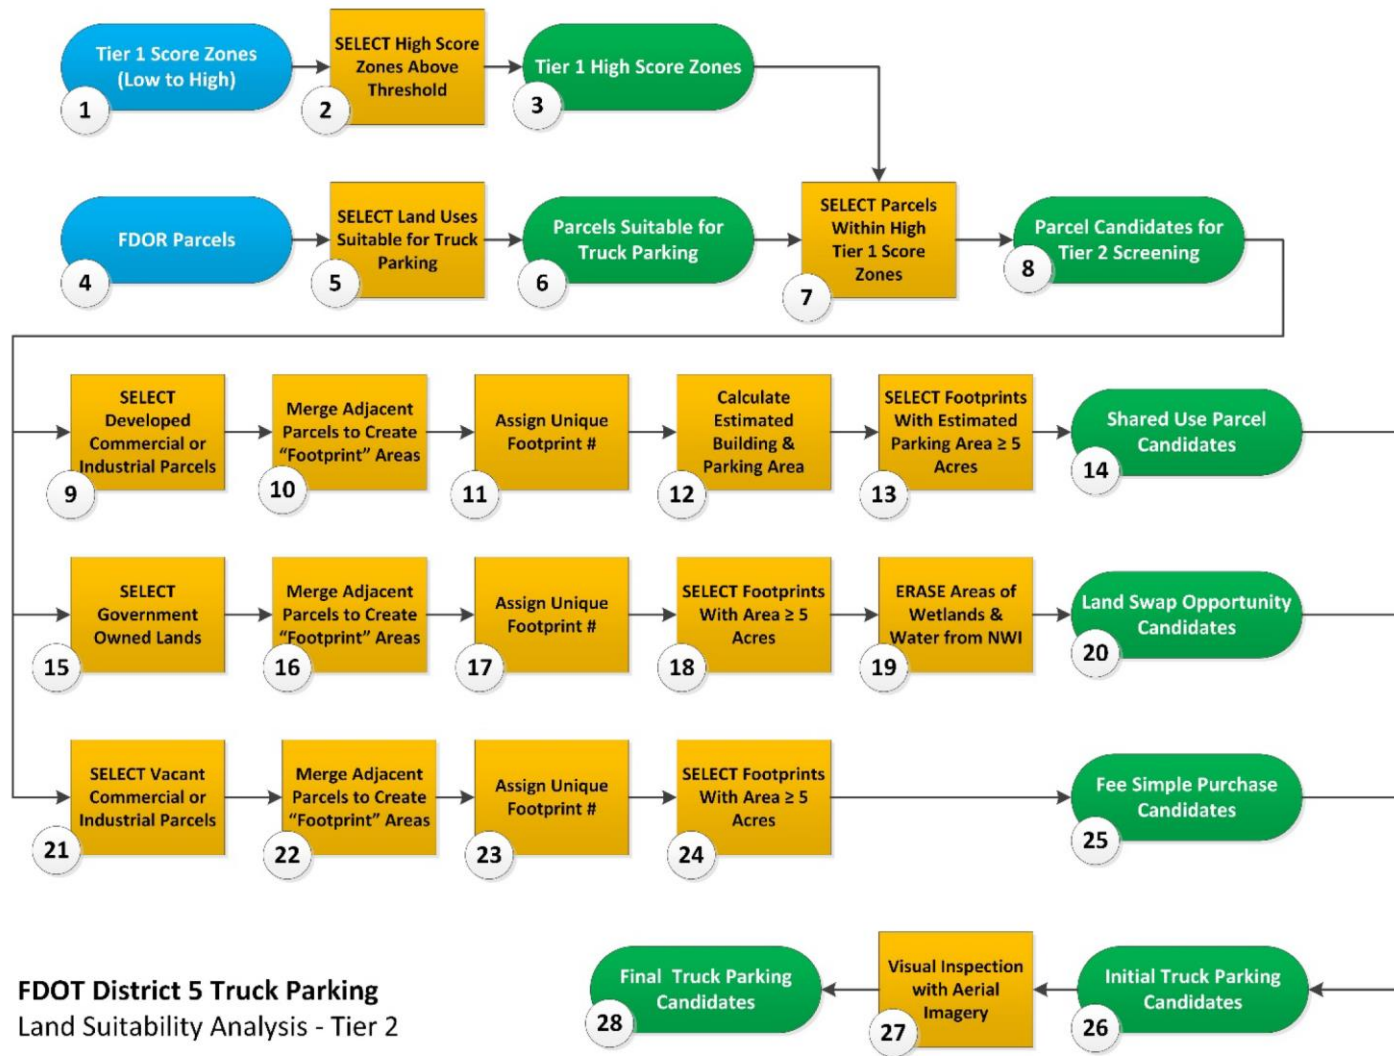 Tier 1 Score Zones
(Low to High)
1
SELECT High Score
Zones Above
Threshold
2
Tier 1 High Score Zones
3
FDOR Parcels
4
SELECT Land Uses
Suitable for Truck
Parking
5
Parcels Suitable for
Truck Parking
6
SELECT Parcels
Within High
Tier 1 Score
Zones
7
Parcel Candidates for
Tier 2 Screening
8
SELECT
Developed
Commercial or
Industrial Parcels
9
Merge Adjacent
Parcels to Create
“Footprint” Areas
10
Assign Unique
Footprint #
11
Calculate
Estimated
Building &
Parking Area
12
SELECT Footprints
With Estimated
Parking Area ≥ 5
Acres
13
Shared Use Parcel
Candidates
14
SELECT
Government
Owned Lands
15
Merge Adjacent
Parcels to Create
“Footprint” Areas
16
Assign Unique
Footprint #
17
SELECT Footprints
With Area ≥ 5
Acres
18
ERASE Areas of
Wetlands &
Water from NWI
19
Land Swap Opportunity
Candidates
20
SELECT Vacant
Commercial or
Industrial Parcels
21
Merge Adjacent
Parcels to Create
“Footprint” Areas
22
Assign Unique
Footprint #
23
SELECT Footprints
With Area ≥ 5
Acres
24
Fee Simple Purchase
Candidates
25
Initial Truck Parking
Candidates
26
Visual Inspection
with Aerial
Imagery
27
Final Truck Parking
Candidates
28
FDOT District 5 Truck Parking
Land Suitability Analysis - Tier 2